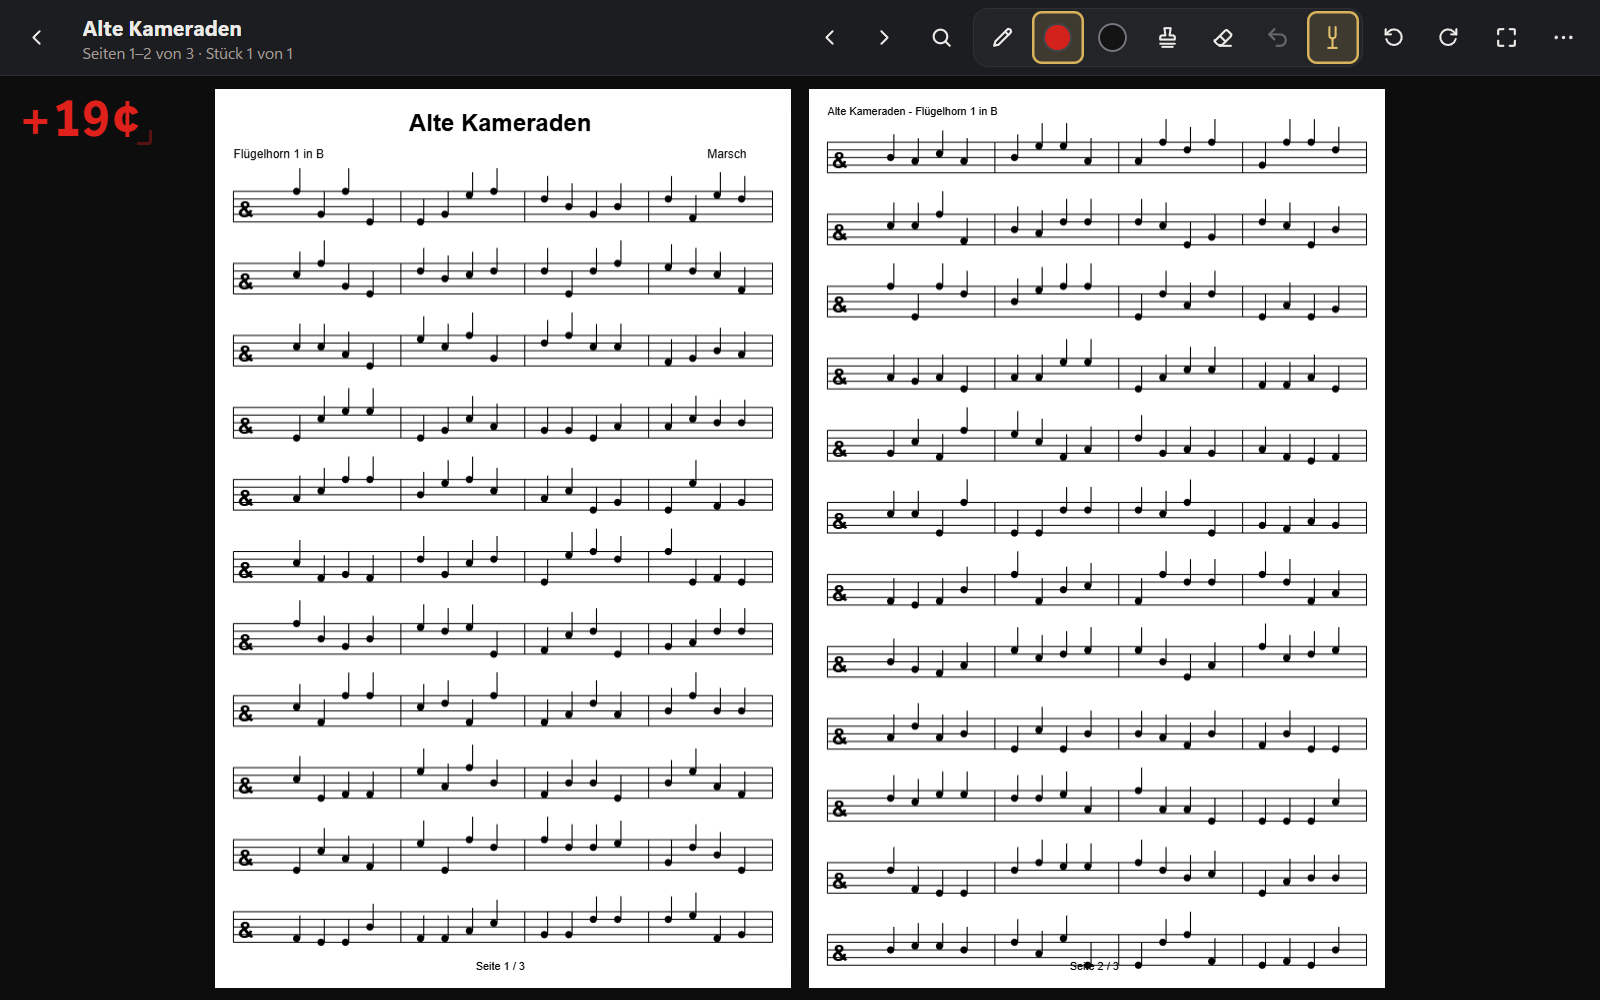 Alte Kameraden
Seiten 1–2 von 3 · Stück 1 von 1
+19¢
Alte Kameraden
Flügelhorn 1 in B
Marsch
Seite 1 / 3
Alte Kameraden - Flügelhorn 1 in B
Seite 2 / 3